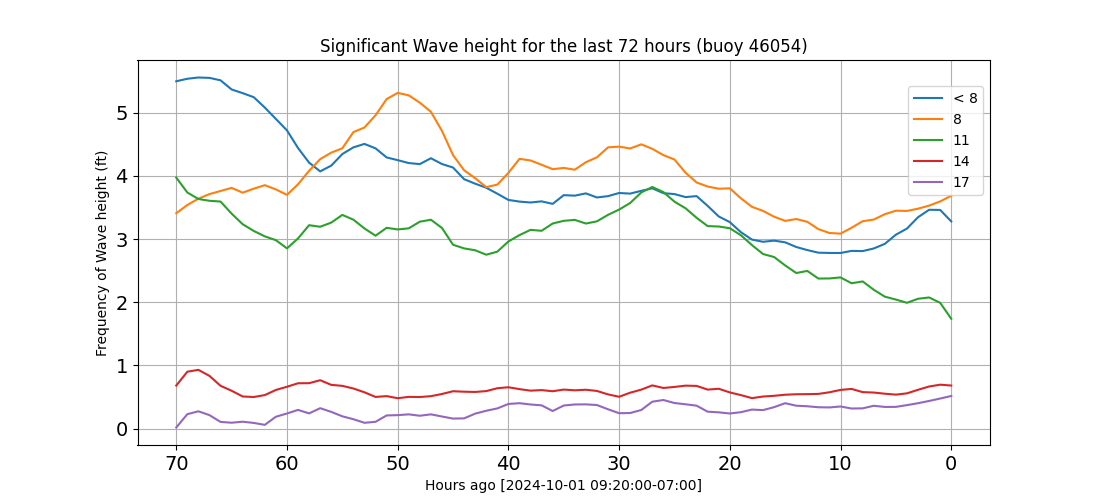 Significant Wave height for the last 72 hours (buoy 46054)
Frequency of Wave height (ft)
5
4
3
2
1
0
< 8
8
11
14
17
70 60 50 40 30 20 10 0
Hours ago [2024-10-01 09:20:00-07:00]